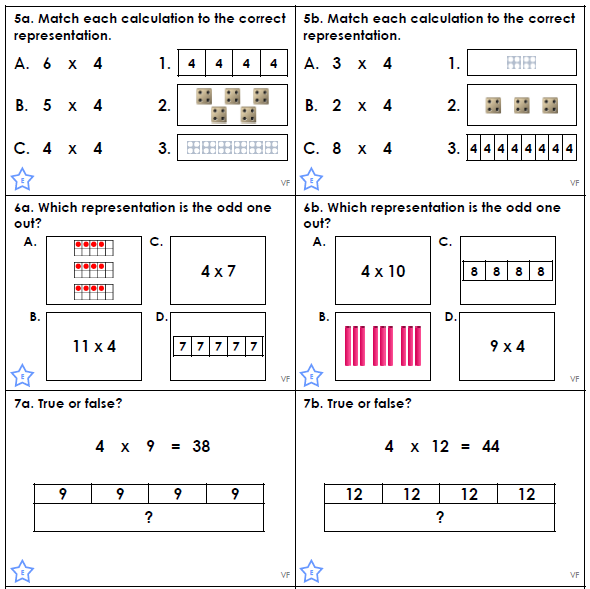 5a. Match each calculation to the correct
representation.
A. 6 x 4
1. 4 4 4 4
B. 5 x 4
2.
C. 4 x 4
3.
E
VF
5b. Match each calculation to the correct
representation.
A. 3 x 4
1.
B. 2 x 4
2.
C. 8 x 4
3. 4 4 4 4 4 4 4 4
E
VF
6a. Which representation is the odd one
out?
A.
C.
4 x 7
B.
11 x 4
D.
7 7 7 7 7
E
VF
6b. Which representation is the odd one
out?
A.
4 x 10
C.
8 8 8 8
B.
D.
9 x 4
E
VF
7a. True or false?
4 x 9 = 38
9 9 9 9
?
E
VF
7b. True or false?
4 x 12 = 44
12 12 12 12
?
E
VF